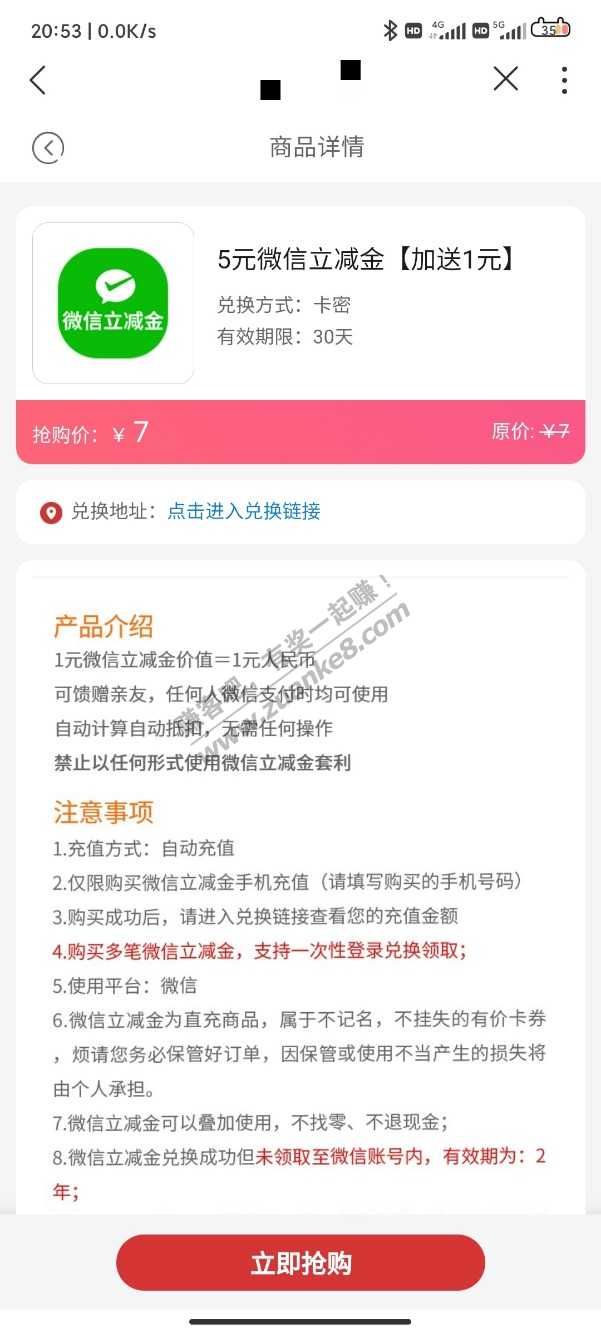 20:53 | 0.0K/s
HD 4G HD 5G 35
商品详情
微信立减金
5元微信立减金【加送1元】
兑换方式：卡密
有效期限：30天
抢购价：¥ 7
原价: ¥7
兑换地址：点击进入兑换链接
产品介绍
1元微信立减金价值＝1元人民币
可馈赠亲友，任何人微信支付时均可使用
自动计算自动抵扣，无需任何操作
禁止以任何形式使用微信立减金套利
赚客吧，有奖一起赚！
www.zuanke8.com
注意事项
1.充值方式：自动充值
2.仅限购买微信立减金手机充值（请填写购买的手机号码）
3.购买成功后，请进入兑换链接查看您的充值金额
4.购买多笔微信立减金，支持一次性登录兑换领取；
5.使用平台：微信
6.微信立减金为直充商品，属于不记名，不挂失的有价卡券
，烦请您务必保管好订单，因保管或使用不当产生的损失将
由个人承担。
7.微信立减金可以叠加使用，不找零、不退现金；
8.微信立减金兑换成功但未领取至微信账号内，有效期为：2
年；
立即抢购